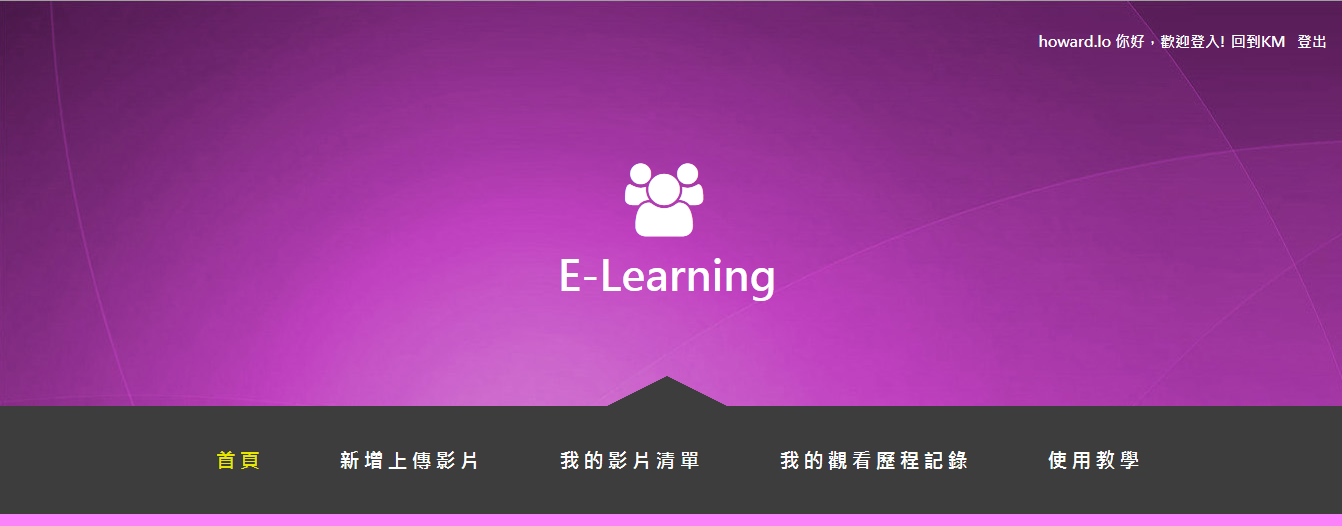 howard.lo 你好，歡迎登入! 回到KM 登出
E-Learning
首頁 新增上傳影片 我的影片清單 我的觀看歷程記錄 使用教學